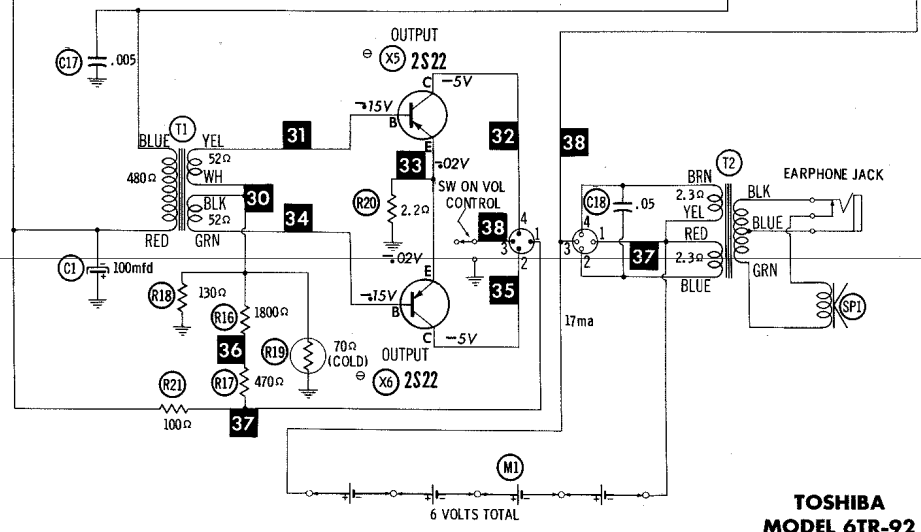 OUTPUT
⊖ X5 2S22
C17 .005
C -5V
-.15V
B
T1
BLUE YEL 31
E 32 38
52Ω 33 -.02V T2
480Ω WH
BRN EARPHONE JACK
30 R20 SW ON VOL CONTROL C18 .05 2.3Ω BLK
BLK 2.2Ω 4 4 YEL
52Ω 34 38 3 1 3 1 RED BLUE
RED GRN 2 2 37 2.3Ω
C1 100mfd -.02V GRN
+ E 35 BLUE
R18 130Ω -.15V SP1
B
R16 1800Ω 17ma
C -5V
36 R19 70Ω (COLD) OUTPUT
R17 470Ω ⊖ X6 2S22
R21
100Ω 37
M1
+ - + - + - + -
6 VOLTS TOTAL
TOSHIBA
MODEL 6TR-92